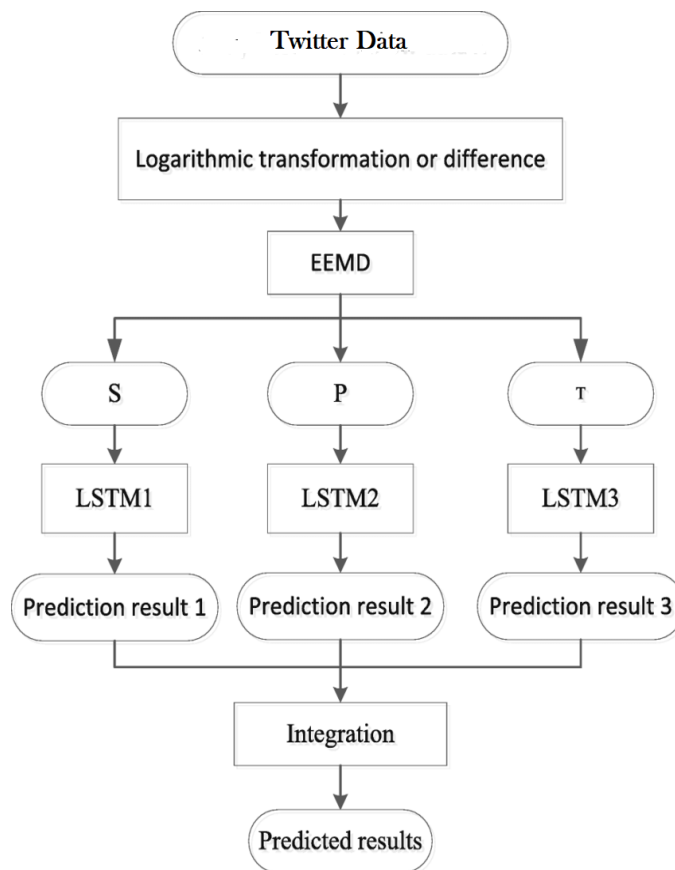 Twitter Data
Logarithmic transformation or difference
EEMD
S
P
T
LSTM1
LSTM2
LSTM3
Prediction result 1
Prediction result 2
Prediction result 3
Integration
Predicted results